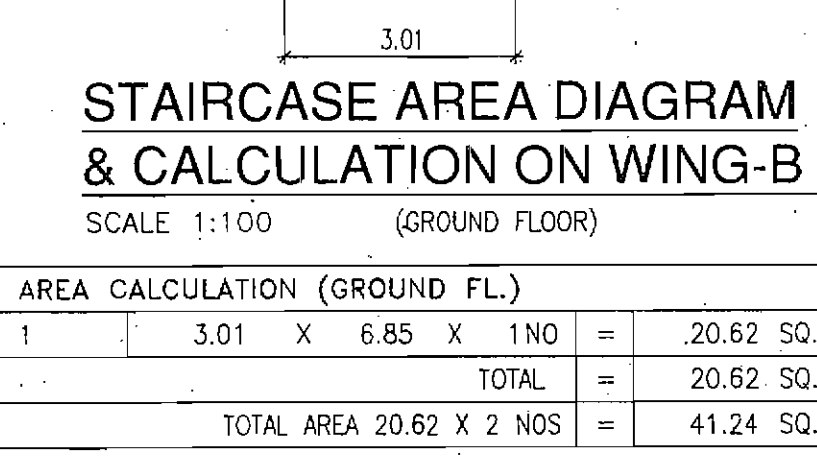 3.01
STAIRCASE AREA DIAGRAM
& CALCULATION ON WING-B
SCALE 1:100 (GROUND FLOOR)
AREA CALCULATION (GROUND FL.)
1 3.01 X 6.85 X 1NO = 20.62 SQ.
TOTAL = 20.62 SQ.
TOTAL AREA 20.62 X 2 NOS = 41.24 SQ.